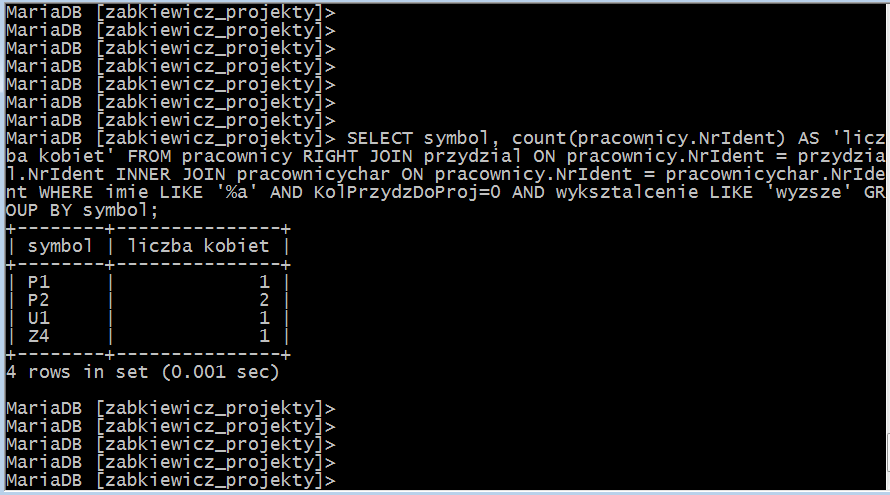 MariaDB [zabkiewicz_projekty]>
MariaDB [zabkiewicz_projekty]>
MariaDB [zabkiewicz_projekty]>
MariaDB [zabkiewicz_projekty]>
MariaDB [zabkiewicz_projekty]>
MariaDB [zabkiewicz_projekty]>
MariaDB [zabkiewicz_projekty]>
MariaDB [zabkiewicz_projekty]> SELECT symbol, count(pracownicy.NrIdent) AS 'licz
ba kobiet' FROM pracownicy RIGHT JOIN przydzial ON pracownicy.NrIdent = przydzia
l.NrIdent INNER JOIN pracownicychar ON pracownicy.NrIdent = pracownicychar.NrIde
nt WHERE imie LIKE '%a' AND KolPrzydzDoProj=0 AND wyksztalcenie LIKE 'wyzsze' GR
OUP BY symbol;
+--------+---------------+
| symbol | liczba kobiet |
+--------+---------------+
| P1     |             1 |
| P2     |             2 |
| U1     |             1 |
| Z4     |             1 |
+--------+---------------+
4 rows in set (0.001 sec)
MariaDB [zabkiewicz_projekty]>
MariaDB [zabkiewicz_projekty]>
MariaDB [zabkiewicz_projekty]>
MariaDB [zabkiewicz_projekty]>
MariaDB [zabkiewicz_projekty]>